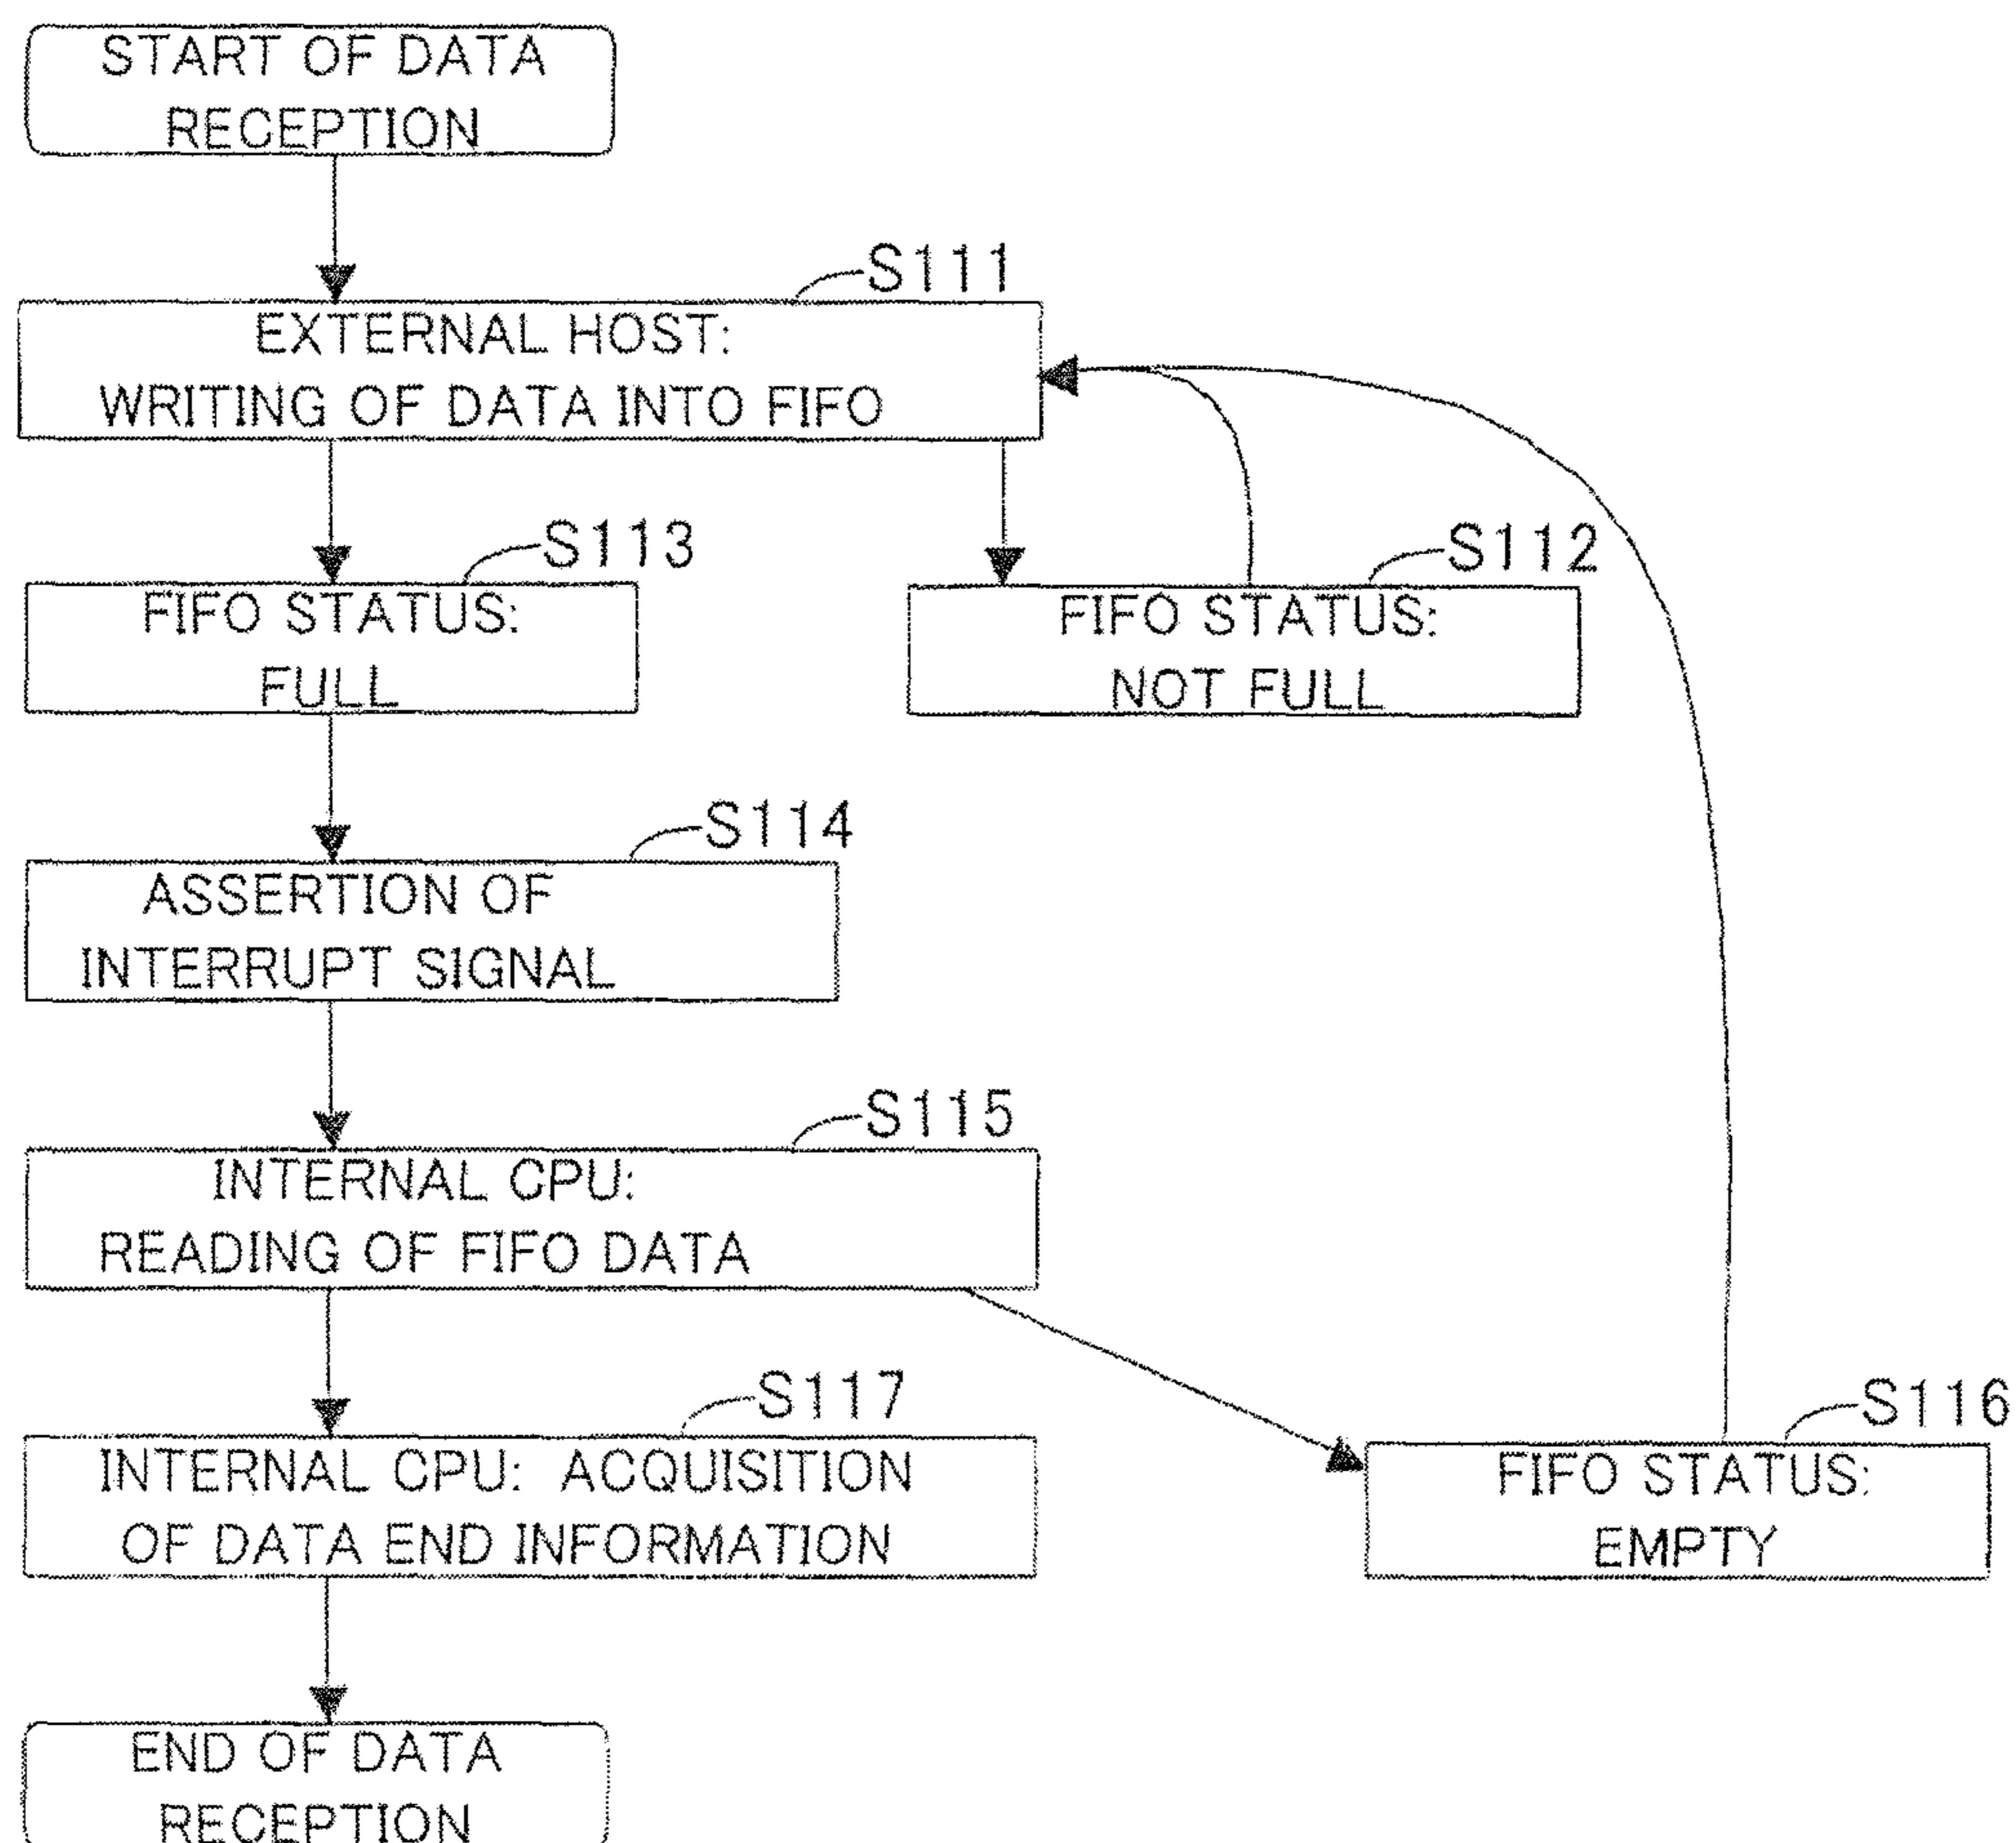 START OF DATA
RECEPTION
S111
EXTERNAL HOST:
WRITING OF DATA INTO FIFO
S113
FIFO STATUS:
FULL
S112
FIFO STATUS:
NOT FULL
S114
ASSERTION OF
INTERRUPT SIGNAL
S115
INTERNAL CPU:
READING OF FIFO DATA
S117
INTERNAL CPU: ACQUISITION
OF DATA END INFORMATION
S116
FIFO STATUS:
EMPTY
END OF DATA
RECEPTION